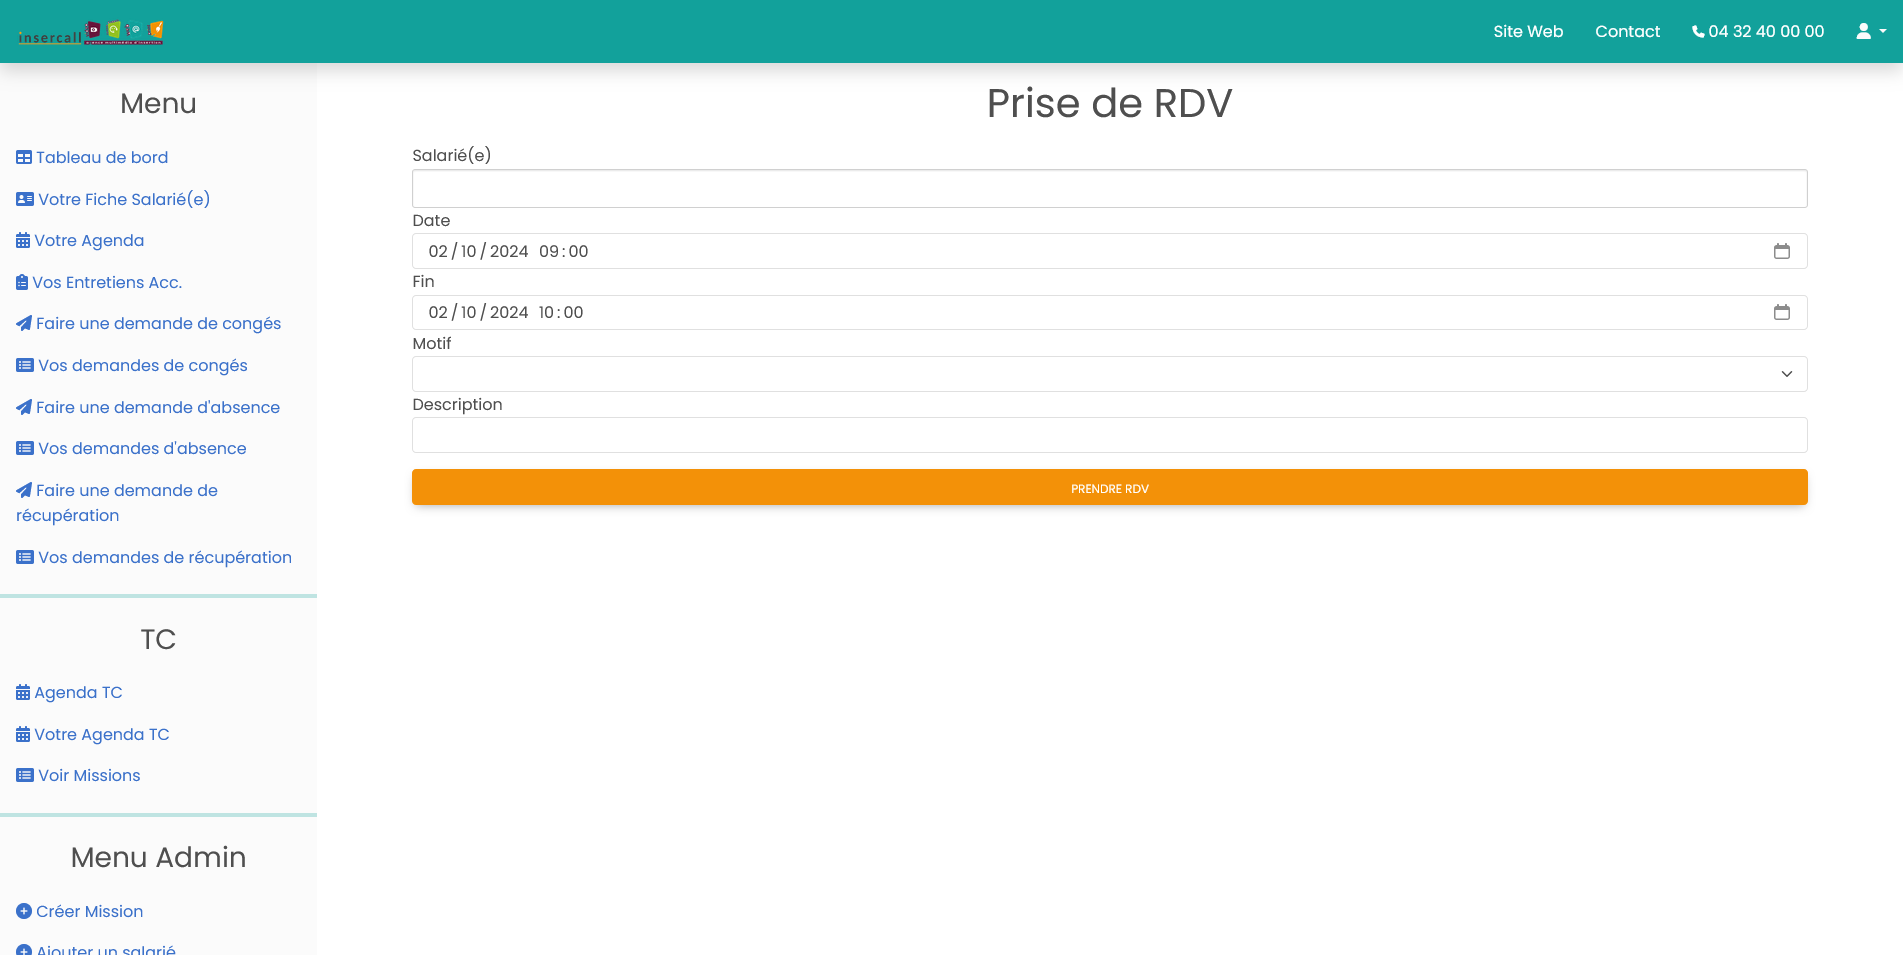 insercall
Site Web
Contact
04 32 40 00 00
Menu
Tableau de bord
Votre Fiche Salarié(e)
Votre Agenda
Vos Entretiens Acc.
Faire une demande de congés
Vos demandes de congés
Faire une demande d'absence
Vos demandes d'absence
Faire une demande de
récupération
Vos demandes de récupération
TC
Agenda TC
Votre Agenda TC
Voir Missions
Menu Admin
Créer Mission
Ajouter un salarié
Prise de RDV
Salarié(e)
Date
02/10/2024 09:00
Fin
02/10/2024 10:00
Motif
Description
PRENDRE RDV